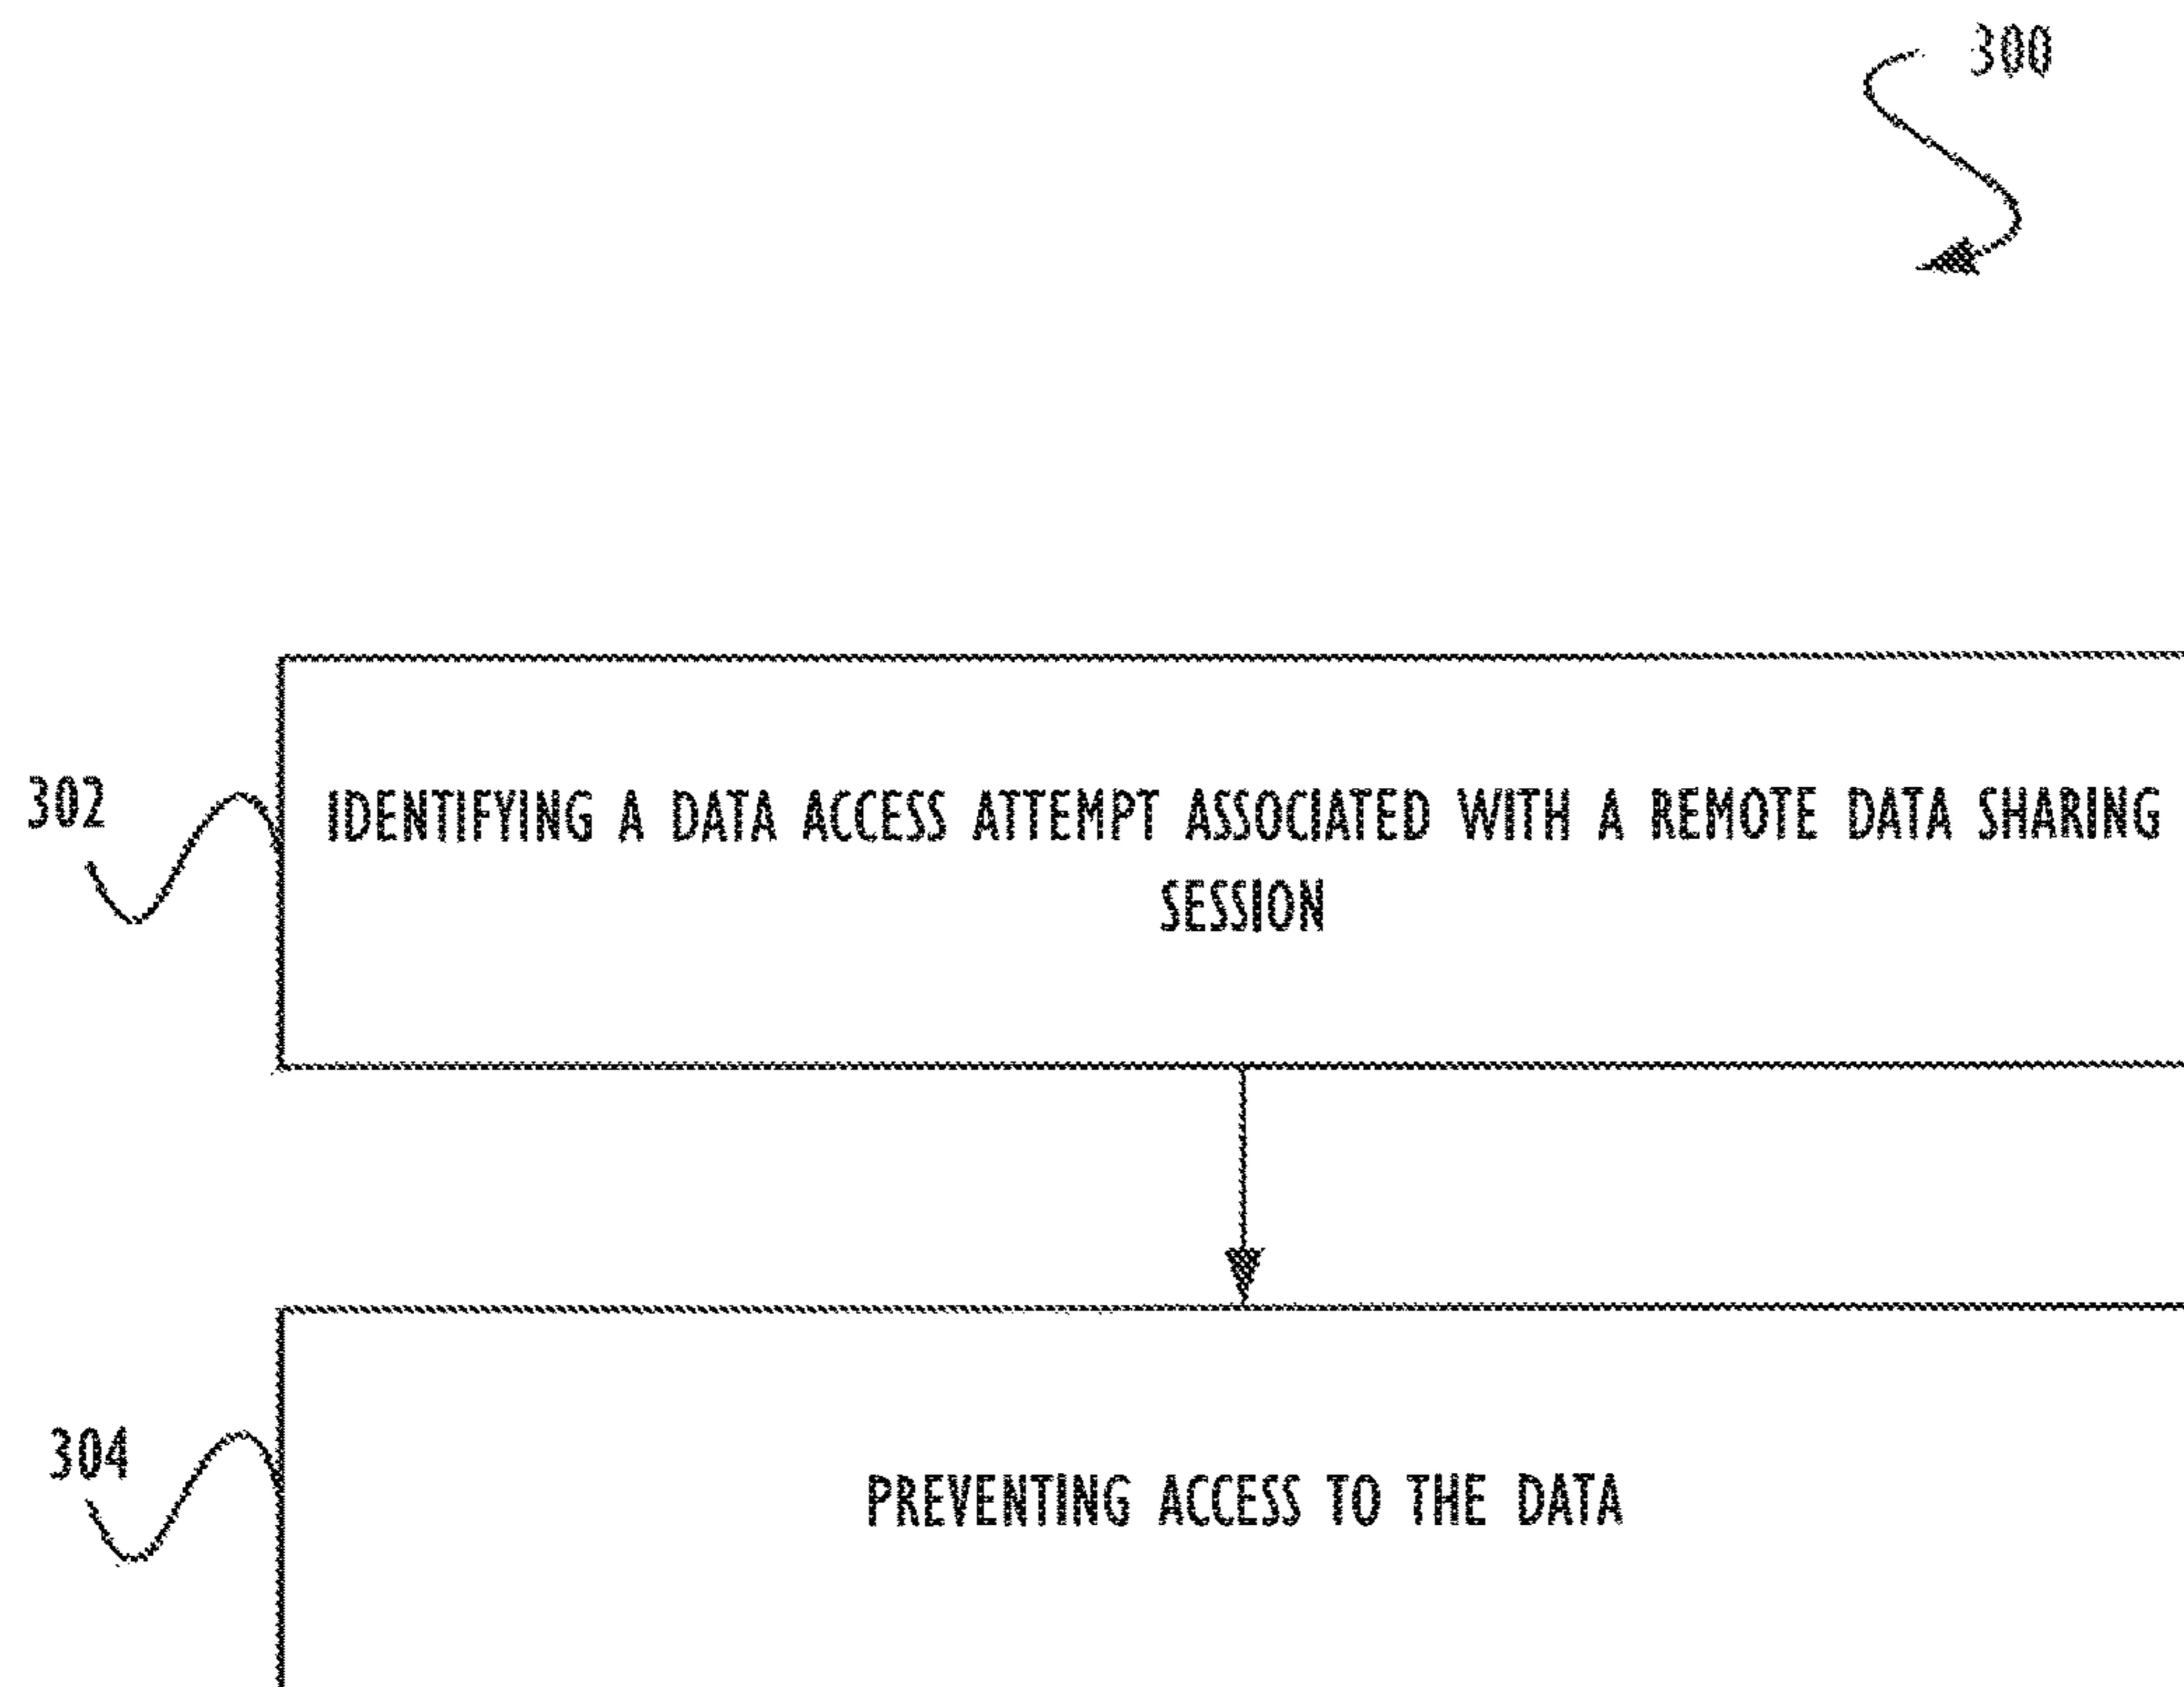 300
302
IDENTIFYING A DATA ACCESS ATTEMPT ASSOCIATED WITH A REMOTE DATA SHARING
SESSION
304
PREVENTING ACCESS TO THE DATA